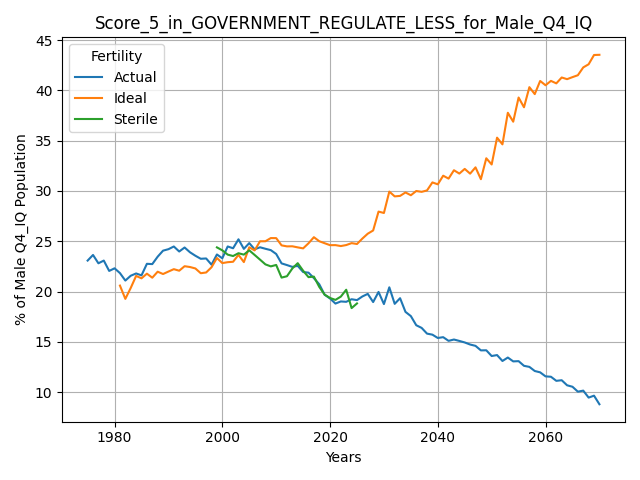 Score_5_in_GOVERNMENT_REGULATE_LESS_for_Male_Q4_IQ
% of Male Q4_IQ Population
45
40
35
30
25
20
15
10
Fertility
Actual
Ideal
Sterile
1980
2000
2020
2040
2060
Years